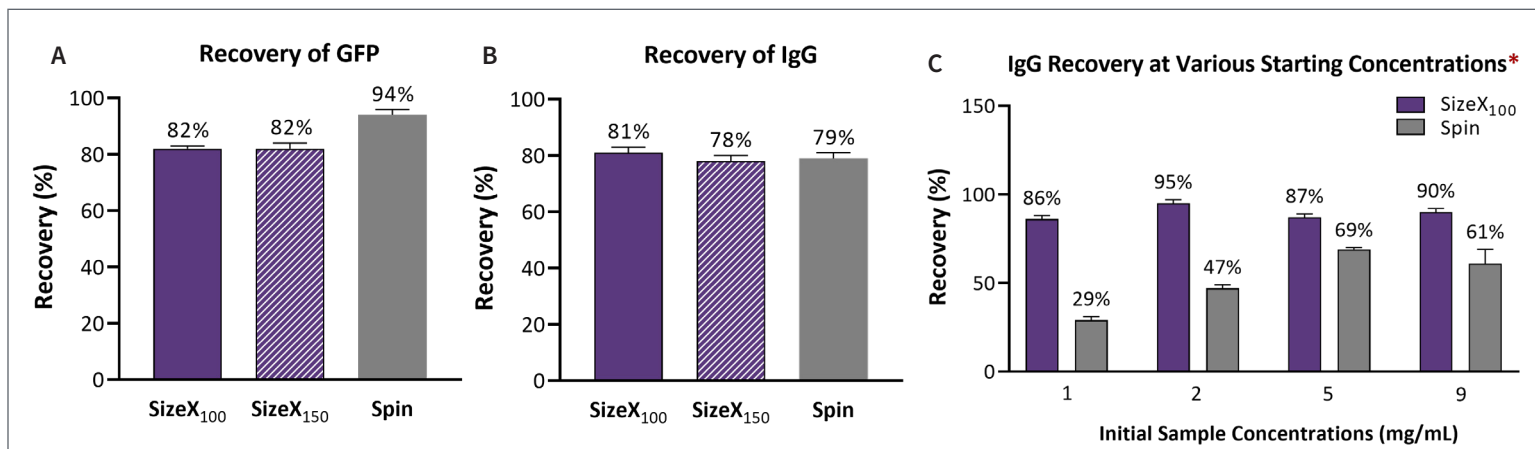 A
Recovery of GFP
Recovery (%)
100
80
60
40
20
0
82%
82%
94%
SizeX100
SizeX150
Spin
B
Recovery of IgG
Recovery (%)
100
80
60
40
20
0
81%
78%
79%
SizeX100
SizeX150
Spin
C
IgG Recovery at Various Starting Concentrations*
SizeX100
Spin
Recovery (%)
150
100
50
0
86%
29%
95%
47%
87%
69%
90%
61%
1
2
5
9
Initial Sample Concentrations (mg/mL)